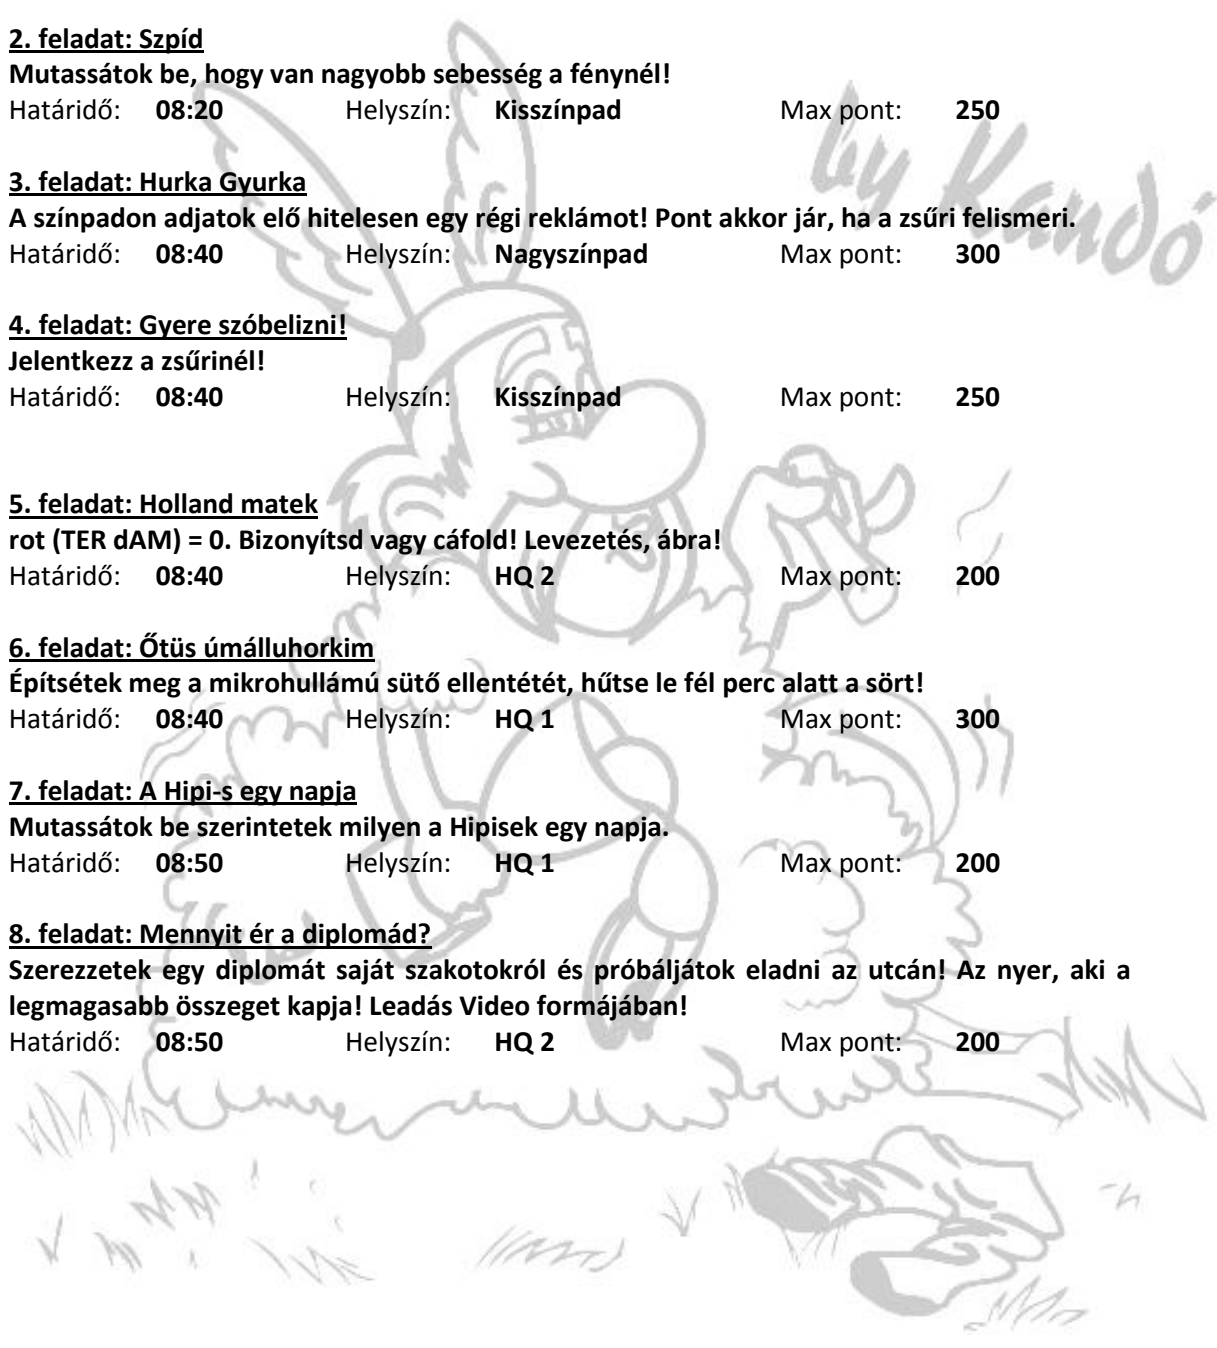 2. feladat: Szpíd
Mutassátok be, hogy van nagyobb sebesség a fénynél!
Határidő: 08:20 Helyszín: Kisszínpad Max pont: 250
by Kandó
3. feladat: Hurka Gyurka
A színpadon adjatok elő hitelesen egy régi reklámot! Pont akkor jár, ha a zsűri felismeri.
Határidő: 08:40 Helyszín: Nagyszínpad Max pont: 300
4. feladat: Gyere szóbelizni!
Jelentkezz a zsűrinél!
Határidő: 08:40 Helyszín: Kisszínpad Max pont: 250
5. feladat: Holland matek
rot (TER dAM) = 0. Bizonyítsd vagy cáfold! Levezetés, ábra!
Határidő: 08:40 Helyszín: HQ 2 Max pont: 200
6. feladat: Őtüs úmálluhorkim
Építsétek meg a mikrohullámú sütő ellentétét, hűtse le fél perc alatt a sört!
Határidő: 08:40 Helyszín: HQ 1 Max pont: 300
7. feladat: A Hipi-s egy napja
Mutassátok be szerintetek milyen a Hipisek egy napja.
Határidő: 08:50 Helyszín: HQ 1 Max pont: 200
8. feladat: Mennyit ér a diplomád?
Szerezzetek egy diplomát saját szakotokról és próbáljátok eladni az utcán! Az nyer, aki a
legmagasabb összeget kapja! Leadás Video formájában!
Határidő: 08:50 Helyszín: HQ 2 Max pont: 200